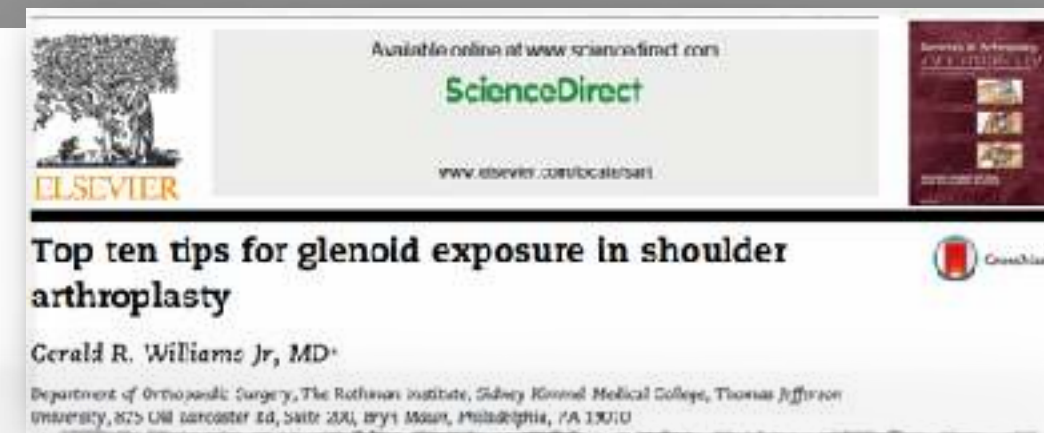 Available online at www.sciencedirect.com
ScienceDirect
www.elsevier.com/locate/sart
ELSEVIER
Top ten tips for glenoid exposure in shoulder
arthroplasty
CrossMark
Gerald R. Williams Jr, MD*
Department of Orthopaedic Surgery, The Rothman Institute, Sidney Kimmel Medical College, Thomas Jefferson
University, 825 Old Lancaster Rd, Suite 200, Bryn Mawr, Philadelphia, PA 19010